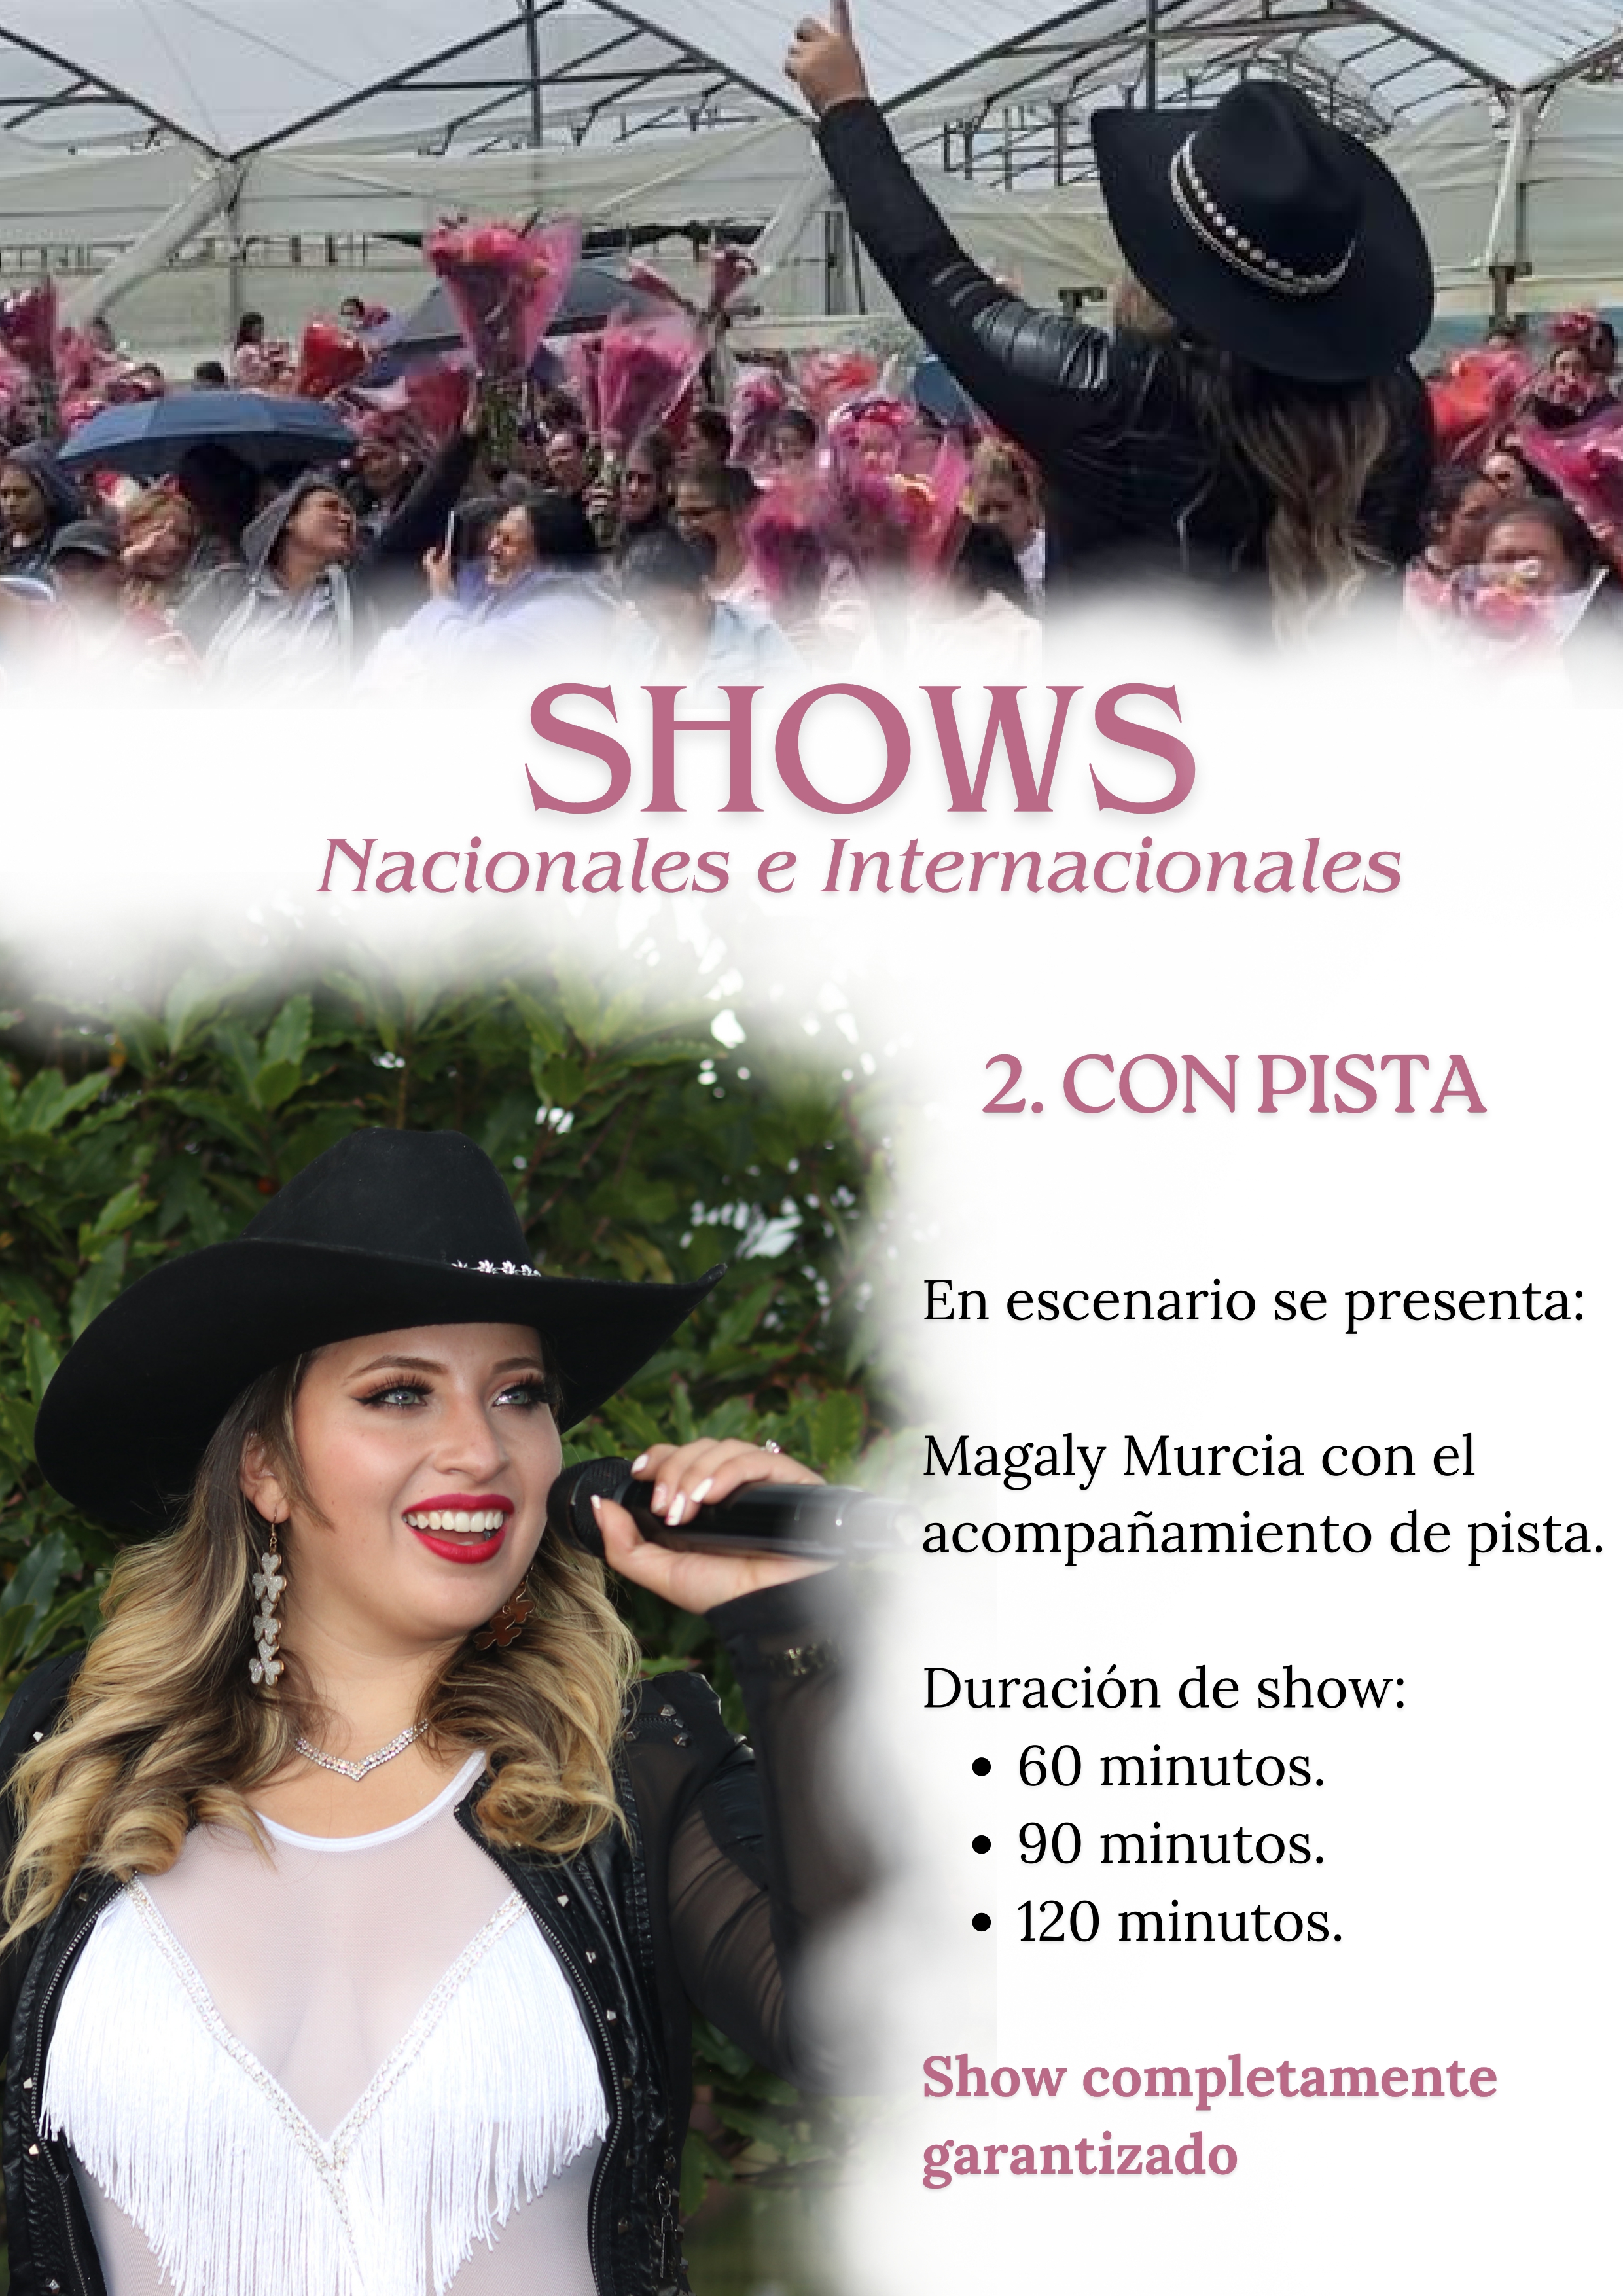 SHOWS
Nacionales e Internacionales
2. CON PISTA
En escenario se presenta:
Magaly Murcia con el
acompañamiento de pista.
Duración de show:
• 60 minutos.
• 90 minutos.
• 120 minutos.
Show completamente
garantizado